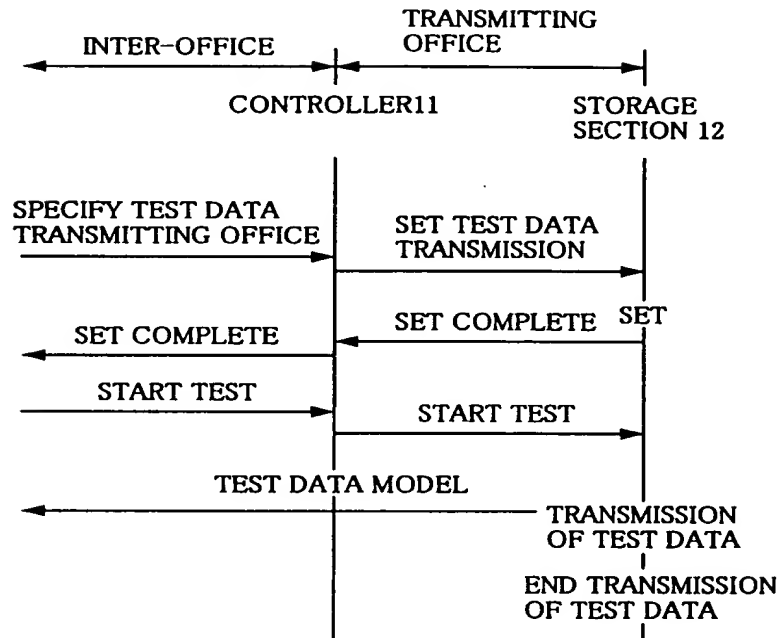 TRANSMITTING
OFFICE
INTER-OFFICE
CONTROLLER11
STORAGE
SECTION 12
SPECIFY TEST DATA
TRANSMITTING OFFICE
SET TEST DATA
TRANSMISSION
SET
SET COMPLETE
SET COMPLETE
START TEST
START TEST
TEST DATA MODEL
TRANSMISSION
OF TEST DATA
END TRANSMISSION
OF TEST DATA